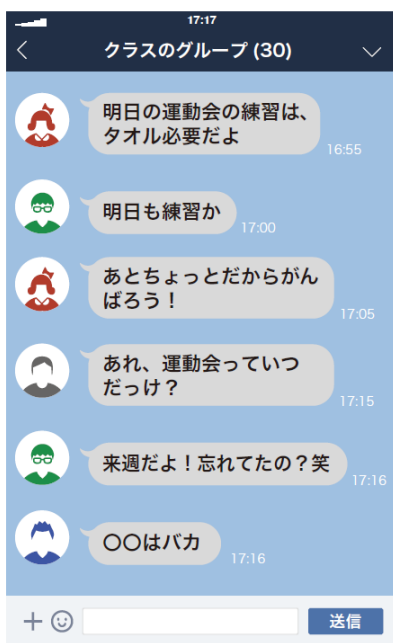 17:17
クラスのグループ (30)
明日の運動会の練習は、
タオル必要だよ
16:55
明日も練習か
17:00
あとちょっとだからがん
ばろう！
17:05
あれ、運動会っていつ
だっけ？
17:15
来週だよ！忘れてたの？笑
17:16
〇〇はバカ
17:16
送信